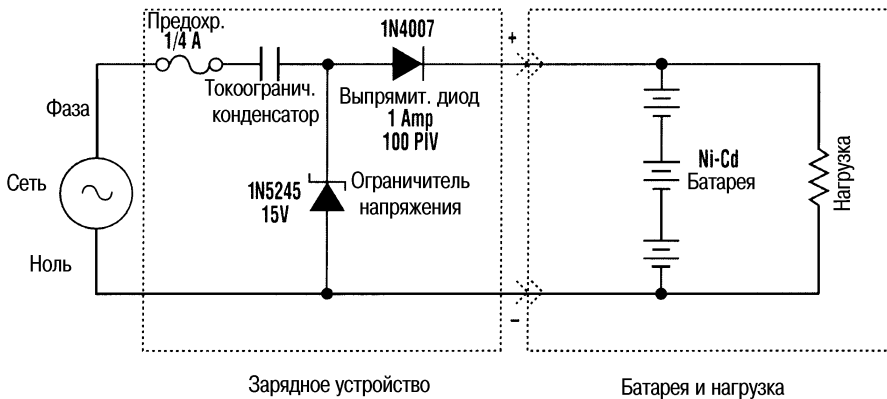 Предохр.
1/4 A
1N4007
+
Токоогранич.
конденсатор
Выпрямит. диод
1 Amp
100 PIV
Фаза
Сеть
Ноль
1N5245
15V
Ограничитель
напряжения
Ni-Cd
Батарея
Нагрузка
–
Зарядное устройство
Батарея и нагрузка